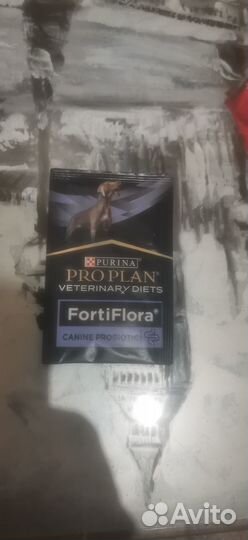 PURINA
PRO PLAN®
VETERINARY DIETS
FortiFlora®
CANINE PROBIOTIC
Avito